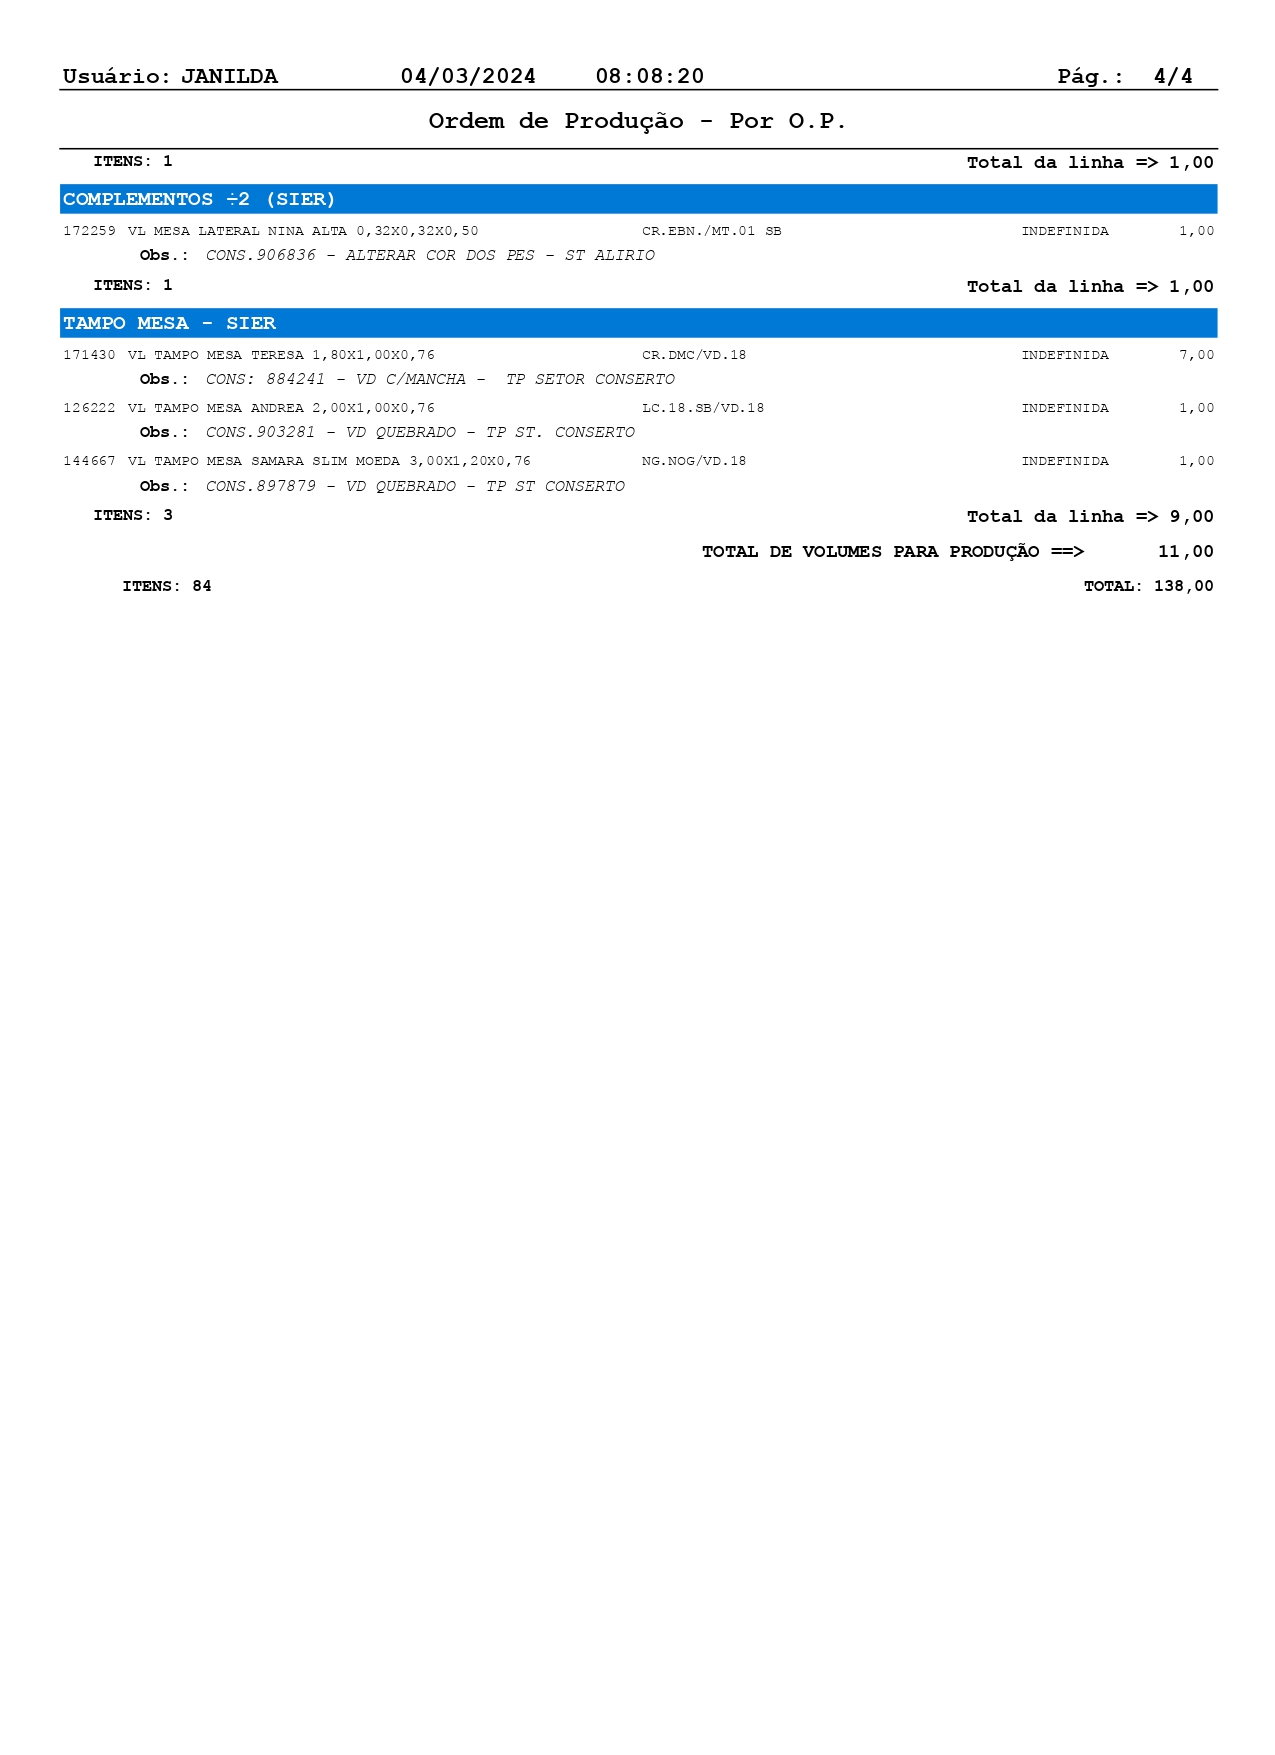 Usuário: JANILDA 04/03/2024 08:08:20 Pág.: 4/4
Ordem de Produção - Por O.P.
ITENS: 1 Total da linha => 1,00
COMPLEMENTOS ÷2 (SIER)
172259 VL MESA LATERAL NINA ALTA 0,32X0,32X0,50 CR.EBN./MT.01 SB INDEFINIDA 1,00
Obs.: CONS.906836 - ALTERAR COR DOS PES - ST ALIRIO
ITENS: 1 Total da linha => 1,00
TAMPO MESA - SIER
171430 VL TAMPO MESA TERESA 1,80X1,00X0,76 CR.DMC/VD.18 INDEFINIDA 7,00
Obs.: CONS: 884241 - VD C/MANCHA - TP SETOR CONSERTO
126222 VL TAMPO MESA ANDREA 2,00X1,00X0,76 LC.18.SB/VD.18 INDEFINIDA 1,00
Obs.: CONS.903281 - VD QUEBRADO - TP ST. CONSERTO
144667 VL TAMPO MESA SAMARA SLIM MOEDA 3,00X1,20X0,76 NG.NOG/VD.18 INDEFINIDA 1,00
Obs.: CONS.897879 - VD QUEBRADO - TP ST CONSERTO
ITENS: 3 Total da linha => 9,00
TOTAL DE VOLUMES PARA PRODUÇÃO ==> 11,00
ITENS: 84 TOTAL: 138,00